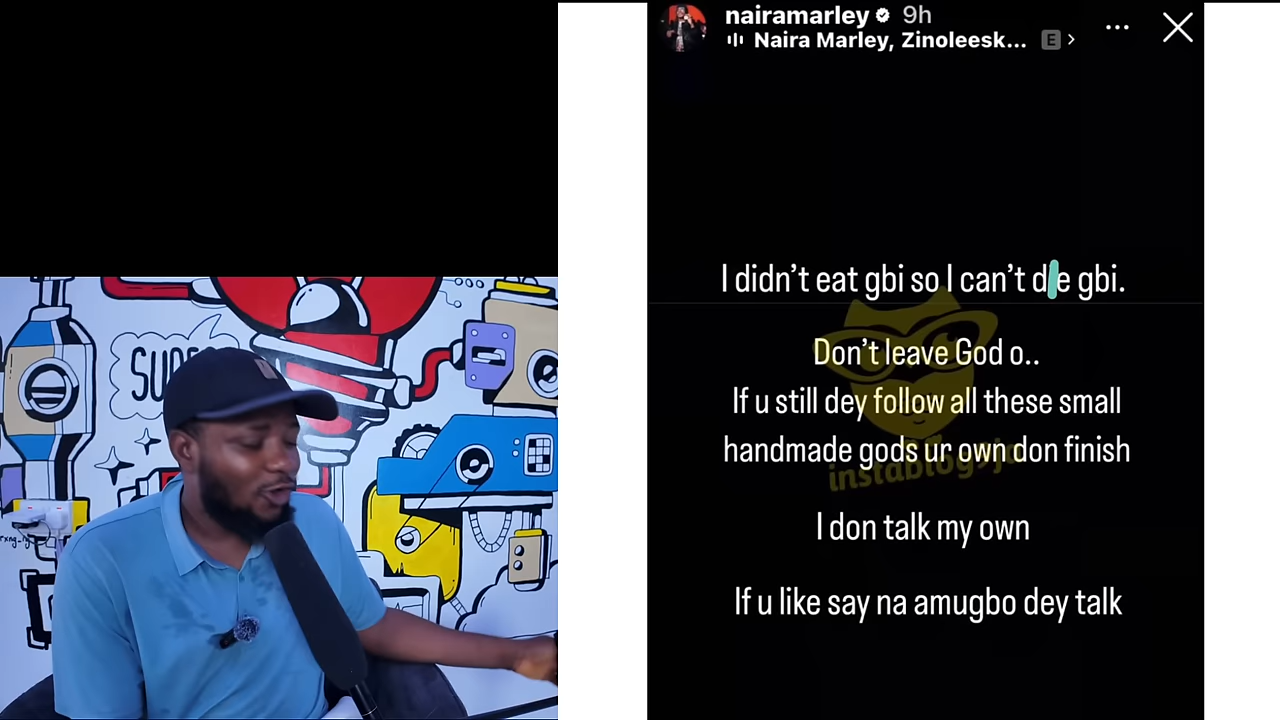 nairamarley 9h
Naira Marley, Zinoleesk... E >
I didn't eat gbi so I can't die gbi.
Don't leave God o..
If u still dey follow all these small
handmade gods ur own don finish
instablog9ja
I don talk my own
If u like say na amugbo dey talk